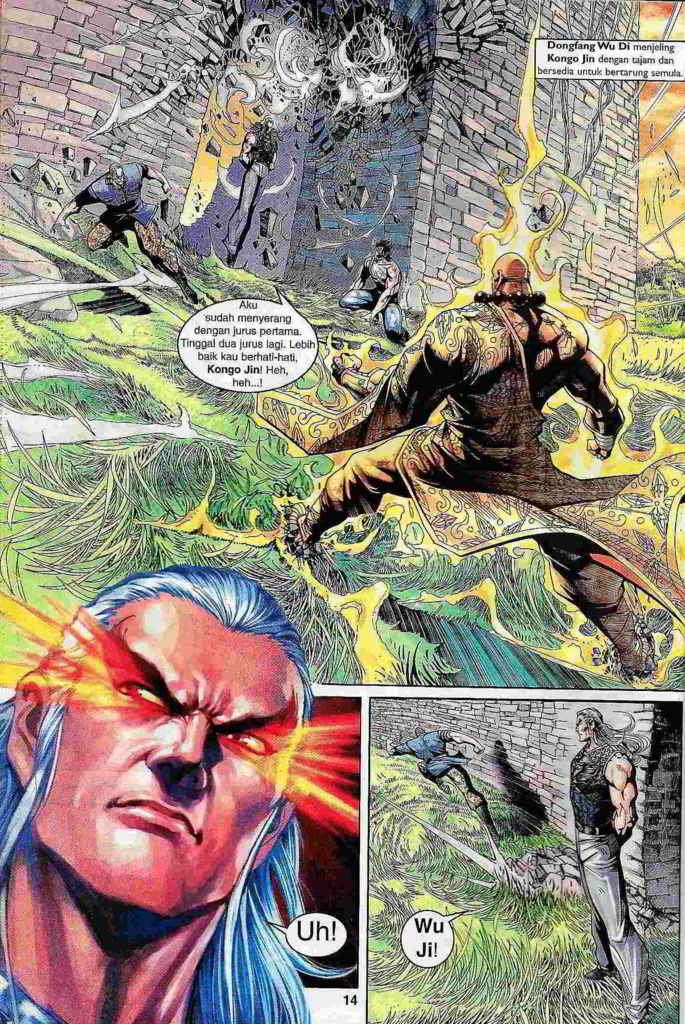 Dongfang Wu Di menjeling
Kongo Jin dengan tajam dan
bersedia untuk bertarung semula.
Aku
sudah menyerang
dengan jurus pertama.
Tinggal dua jurus lagi. Lebih
baik kau berhati-hati,
Kongo Jin! Heh,
heh...!
Uh!
Wu
Ji!
14